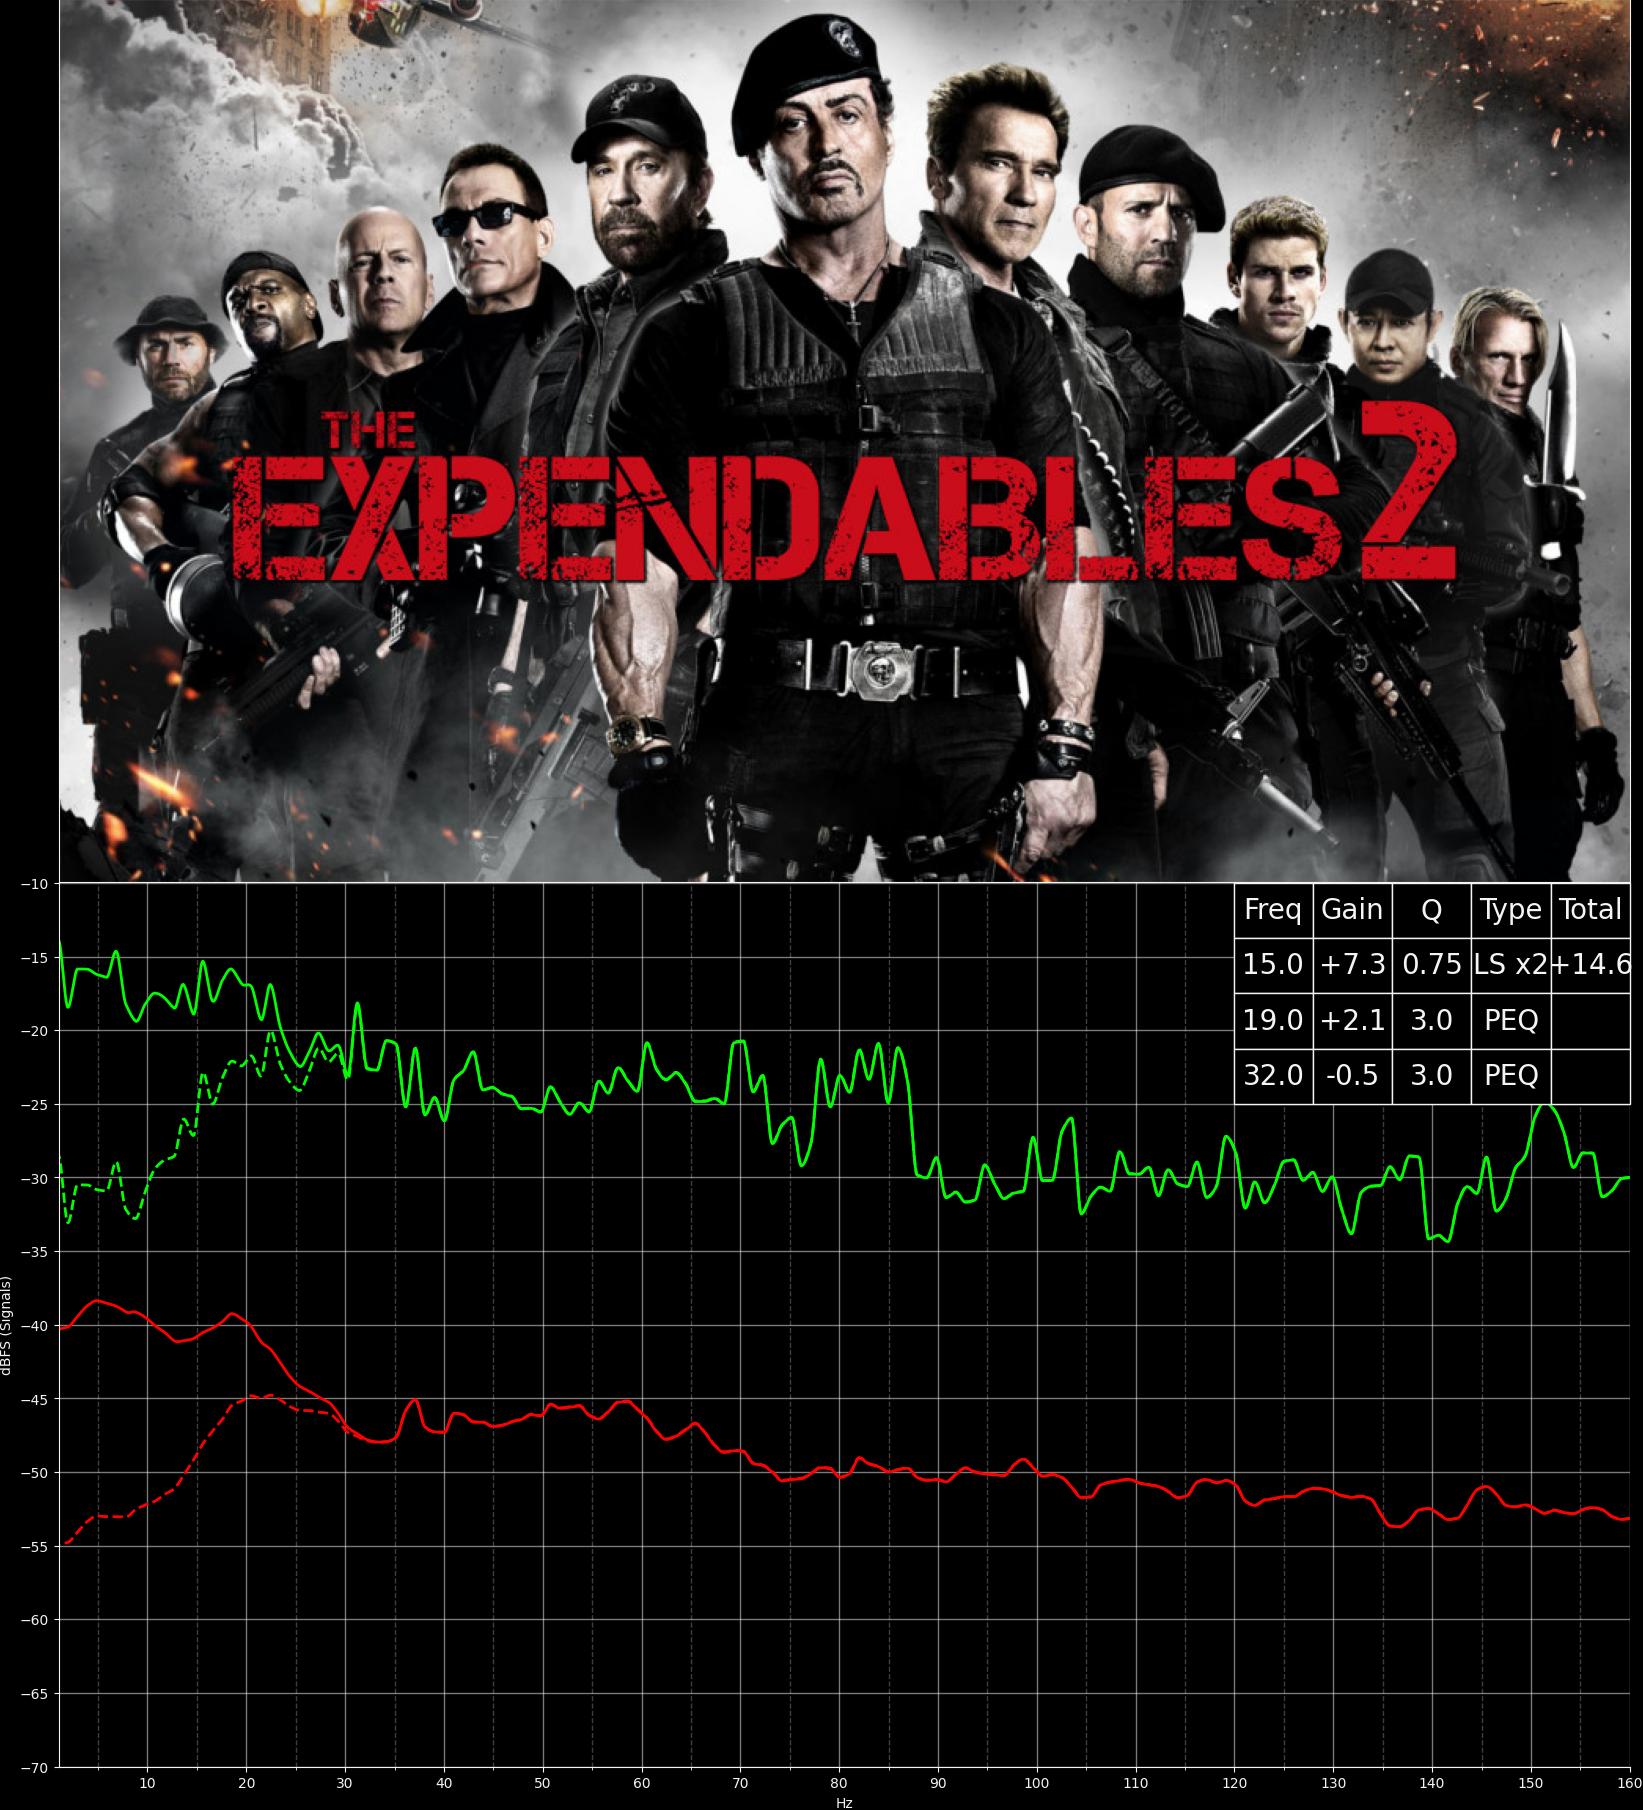 THE
EXPENDABLES 2
Freq Gain Q Type Total
15.0 +7.3 0.75 LS x2 +14.6
19.0 +2.1 3.0 PEQ
32.0 -0.5 3.0 PEQ
−10
−15
−20
−25
−30
−35
−40
−45
−50
−55
−60
−65
−70
dBFS (Signals)
10 20 30 40 50 60 70 80 90 100 110 120 130 140 150 160
Hz